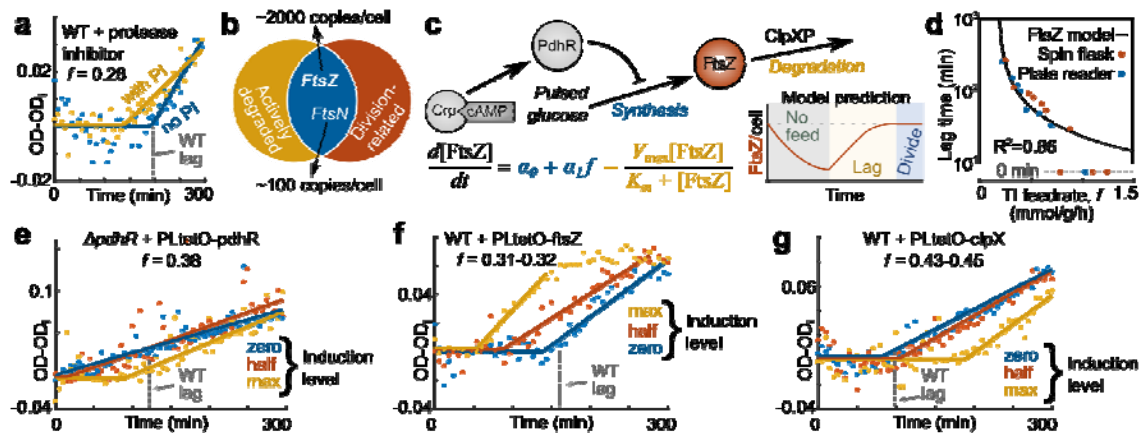 a
WT + protease
inhibitor
f = 0.28
with PI
no PI
WT
lag
0.02
-0.02
OD-ODᵢ
0
Time (min)
300
b
~2000 copies/cell
Actively
degraded
FtsZ
FtsN
Division-
related
~100 copies/cell
c
PdhR
Crp
cAMP
Pulsed
glucose
Synthesis
FtsZ
ClpXP
Degradation
d[FtsZ]/dt = α₀ + α₁f − Vmax[FtsZ]/(Km + [FtsZ])
Model prediction
No
feed
Lag
Divide
FtsZ/cell
Time
d
10³
10²
10¹
Lag time (min)
FtsZ model
Spin flask
Plate reader
R²=0.86
0 min
0
1.5
TI feedrate, f
(mmol/g/h)
e
ΔpdhR + PLtetO-pdhR
f = 0.38
0.1
-0.04
OD-ODᵢ
zero
half
max
Induction
level
WT
lag
0
Time (min)
300
f
WT + PLtetO-ftsZ
f = 0.31-0.32
0.04
-0.04
OD-ODᵢ
max
half
zero
Induction
level
WT
lag
0
Time (min)
300
g
WT + PLtetO-clpX
f = 0.43-0.45
0.06
-0.04
OD-ODᵢ
zero
half
max
Induction
level
WT
lag
0
Time (min)
300